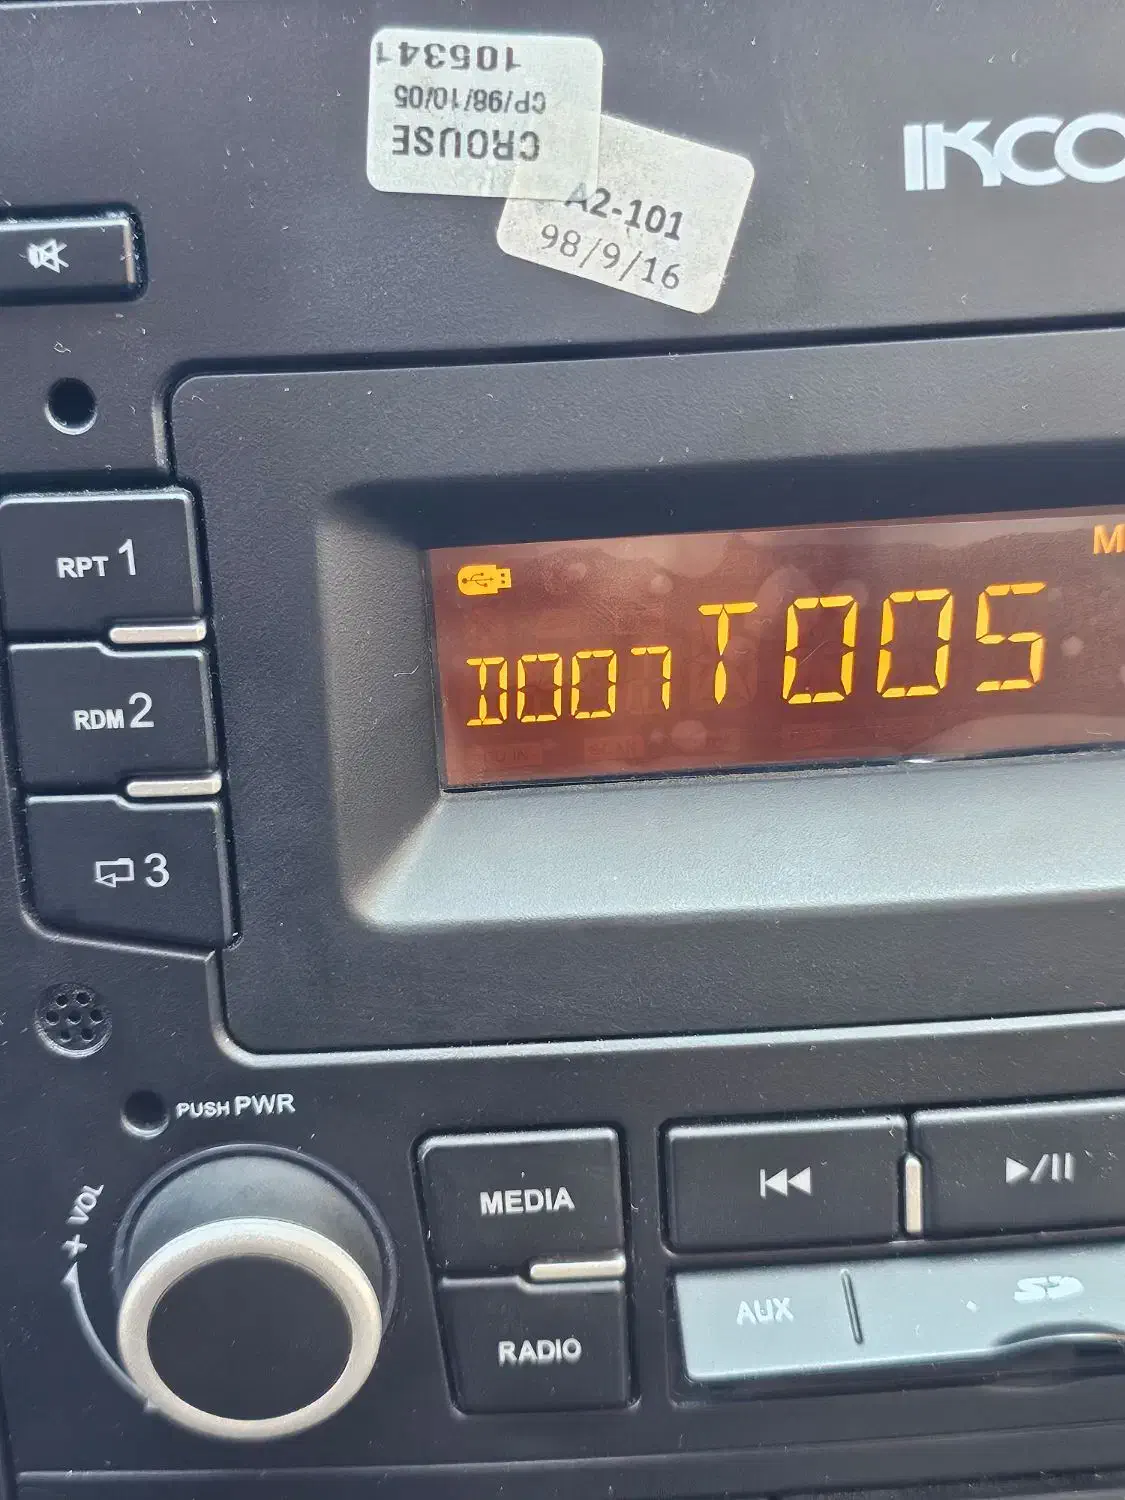 105341
CP/98/10/05
CROUSE
A2-101
98/9/16
IKCO
RPT 1
RDM 2
3
M
D007 T005
PUSH PWR
+ VOL
MEDIA
RADIO
AUX
SD